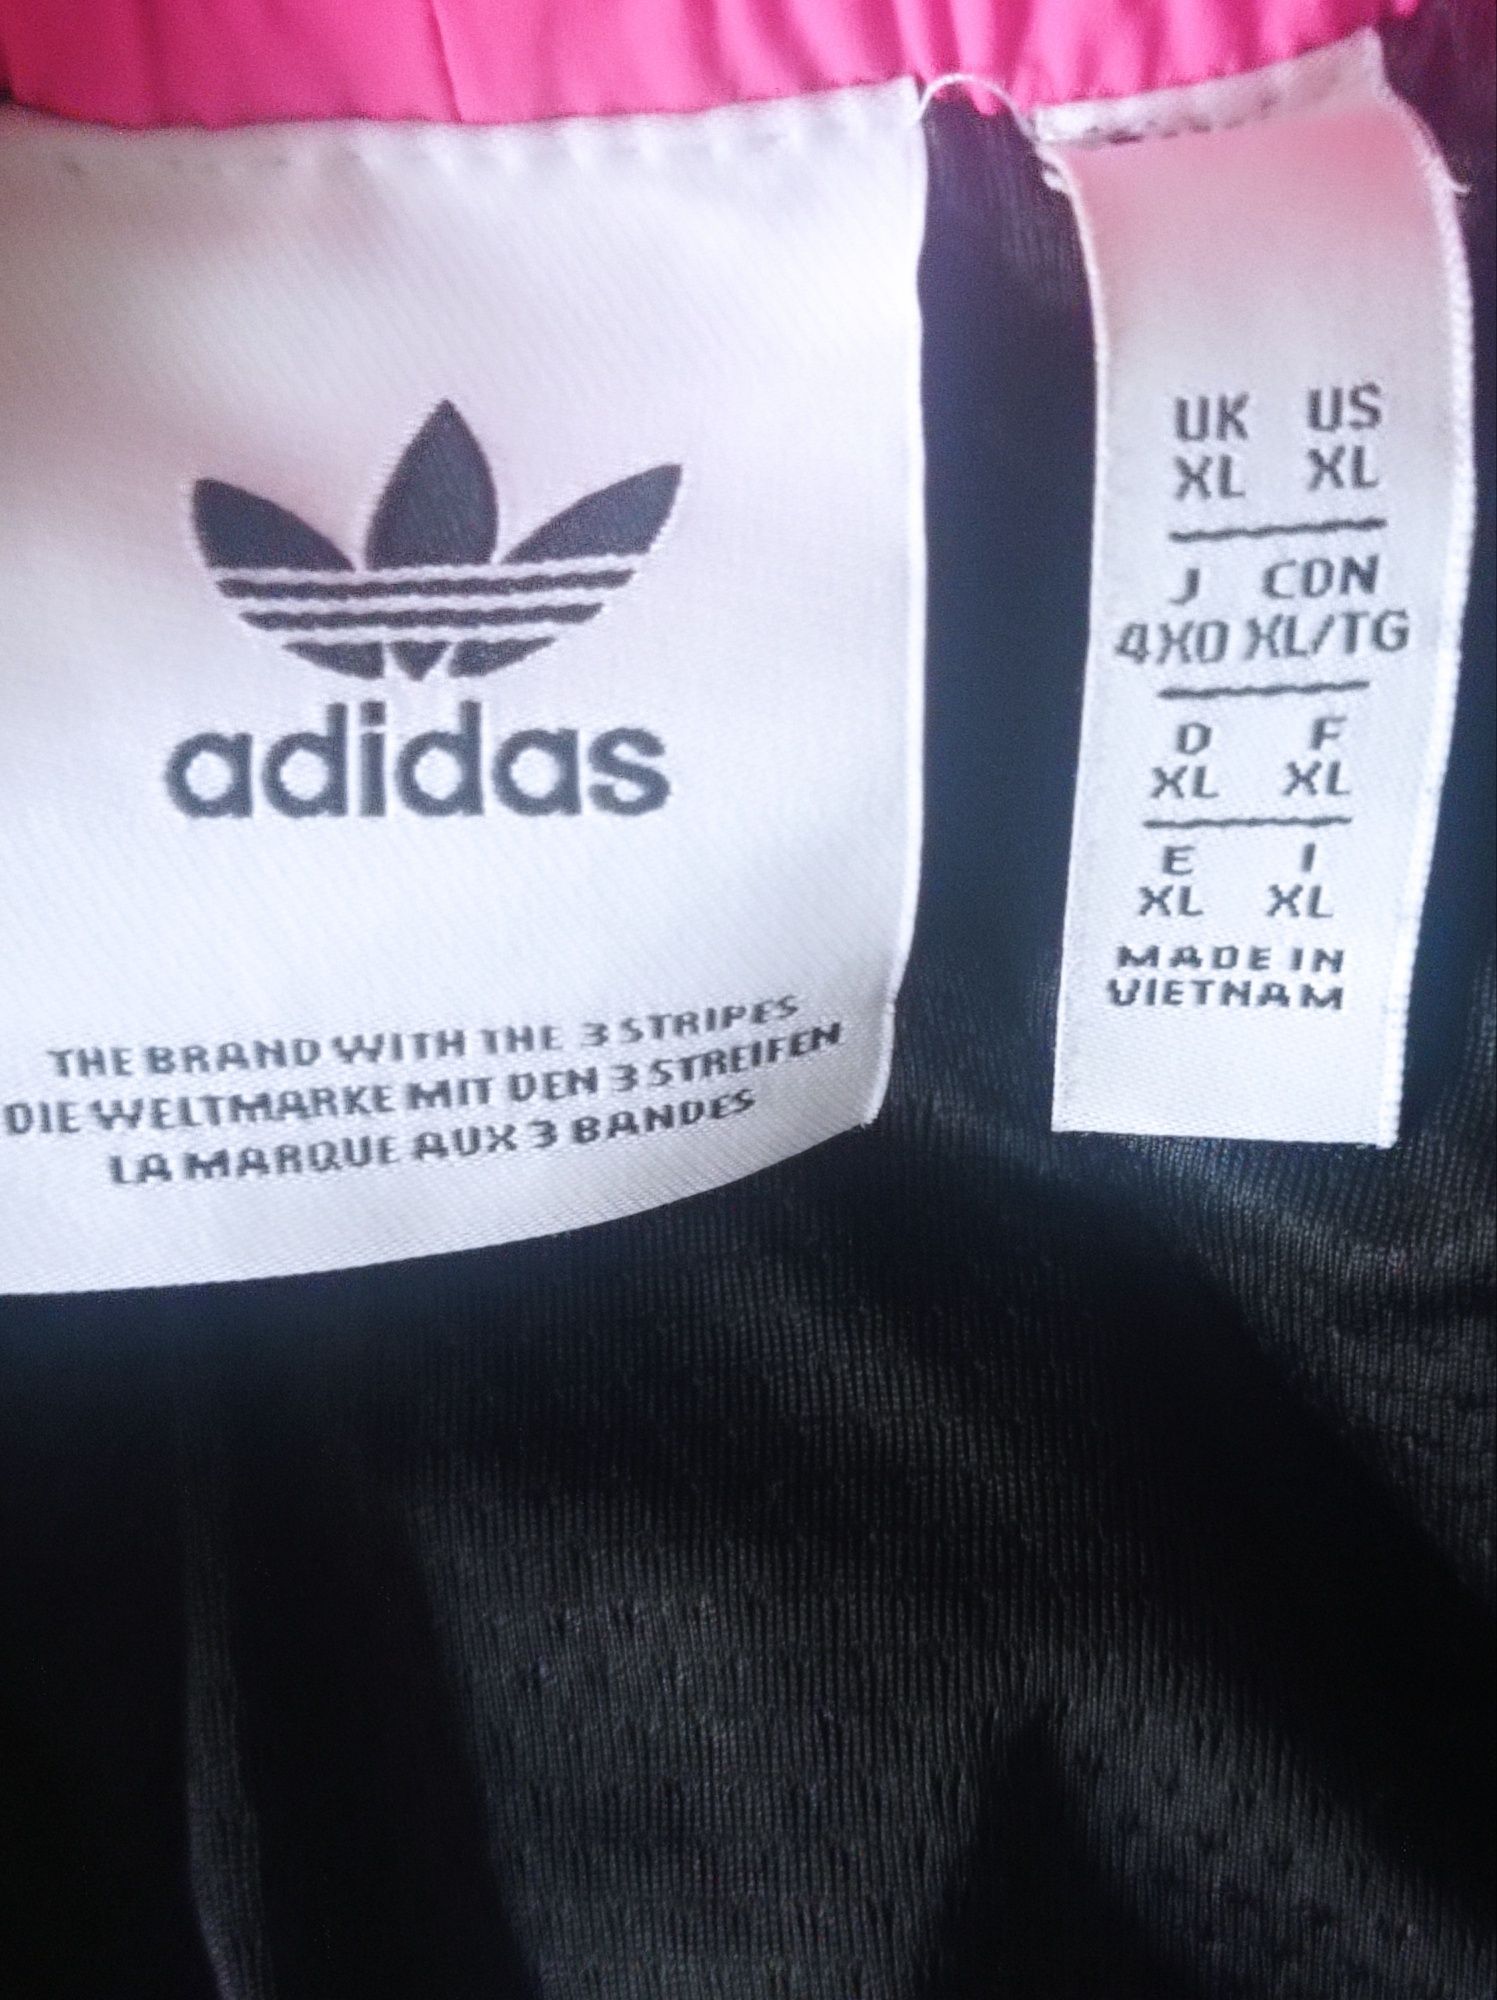 adidas
THE BRAND WITH THE 3 STRIPES
DIE WELTMARKE MIT DEN 3 STREIFEN
LA MARQUE AUX 3 BANDES
UK US
XL XL
J CDN
4XO XL/TG
D F
XL XL
E I
XL XL
MADE IN
VIETNAM